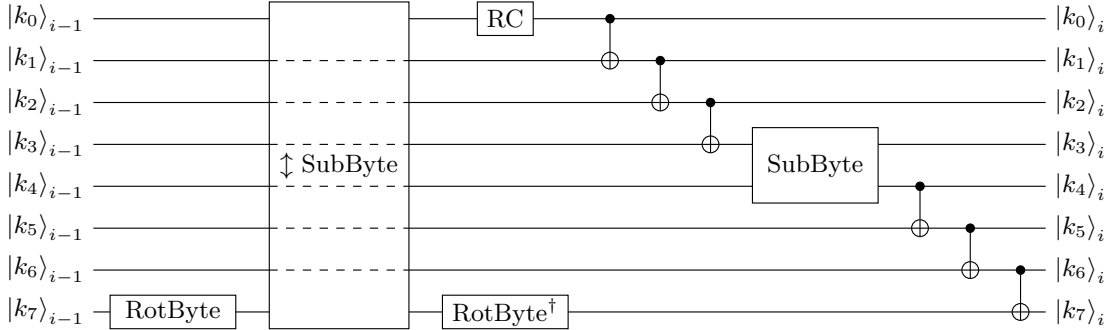 |k₀⟩ᵢ₋₁ RC |k₀⟩ᵢ
|k₁⟩ᵢ₋₁ |k₁⟩ᵢ
|k₂⟩ᵢ₋₁ |k₂⟩ᵢ
|k₃⟩ᵢ₋₁ |k₃⟩ᵢ
↕ SubByte SubByte
|k₄⟩ᵢ₋₁ |k₄⟩ᵢ
|k₅⟩ᵢ₋₁ |k₅⟩ᵢ
|k₆⟩ᵢ₋₁ |k₆⟩ᵢ
|k₇⟩ᵢ₋₁ RotByte RotByte† |k₇⟩ᵢ